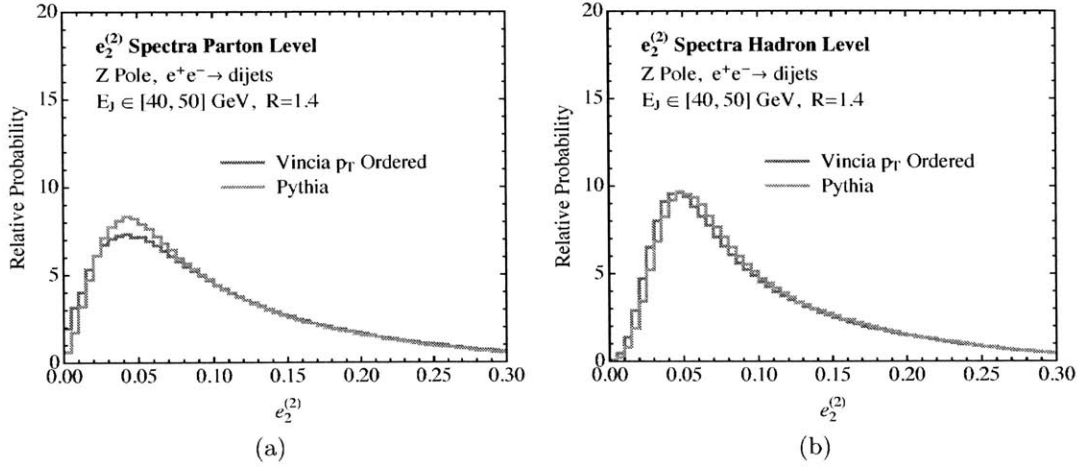 e₂⁽²⁾ Spectra Parton Level
Z Pole, e⁺e⁻→ dijets
E_J ∈ [40, 50] GeV, R=1.4
Vincia p_T Ordered
Pythia
Relative Probability
20
15
10
5
0
0.00 0.05 0.10 0.15 0.20 0.25 0.30
e₂⁽²⁾
(a)
e₂⁽²⁾ Spectra Hadron Level
Z Pole, e⁺e⁻→ dijets
E_J ∈ [40, 50] GeV, R=1.4
Vincia p_T Ordered
Pythia
Relative Probability
20
15
10
5
0
0.00 0.05 0.10 0.15 0.20 0.25 0.30
e₂⁽²⁾
(b)